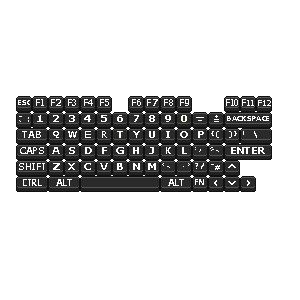 ESC F1 F2 F3 F4 F5 F6 F7 F8 F9 F10 F11 F12
1 2 3 4 5 6 7 8 9 0 BACKSPACE
TAB Q W E R T Y U I O P { } \
CAPS A S D F G H J K L ENTER
SHIFT Z X C V B N M
CTRL ALT ALT FN